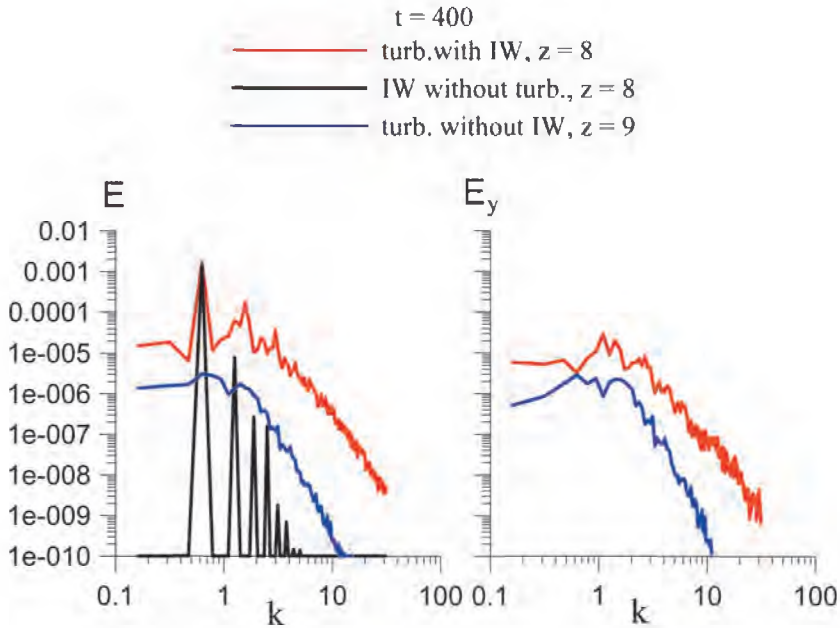 t = 400
turb.with IW, z = 8
IW without turb., z = 8
turb. without IW, z = 9
E
E_y
0.01
0.001
0.0001
1e-005
1e-006
1e-007
1e-008
1e-009
1e-010
0.1 1 10 100
k
0.1 1 10 100
k